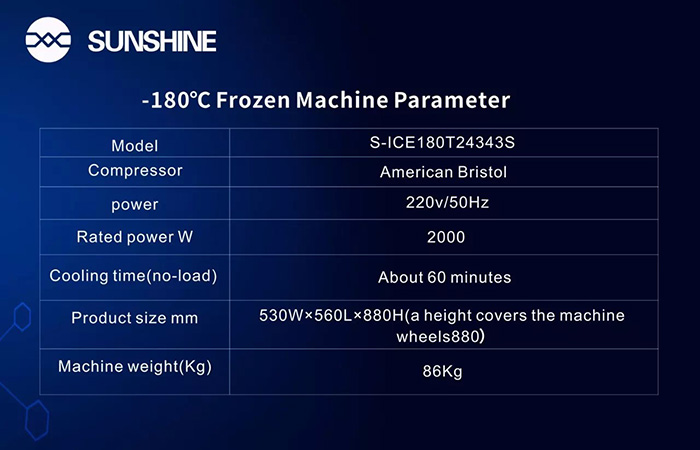 SUNSHINE
-180℃ Frozen Machine Parameter
Model
S-ICE180T24343S
Compressor
American Bristol
power
220v/50Hz
Rated power W
2000
Cooling time(no-load)
About 60 minutes
Product size mm
530W×560L×880H(a height covers the machine
wheels880)
Machine weight(Kg)
86Kg